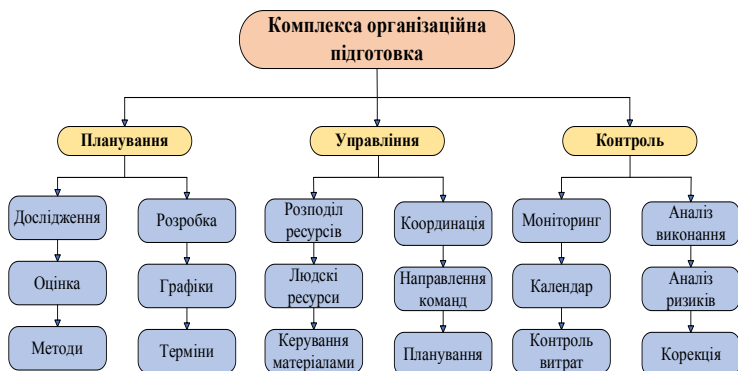 Комплекса організаційна
підготовка
Планування
Управління
Контроль
Дослідження
Розробка
Розподіл
ресурсів
Координація
Моніторинг
Аналіз
виконання
Оцінка
Графіки
Людскі
ресурси
Направлення
команд
Календар
Аналіз
ризиків
Методи
Терміни
Керування
матеріалами
Планування
Контроль
витрат
Корекція